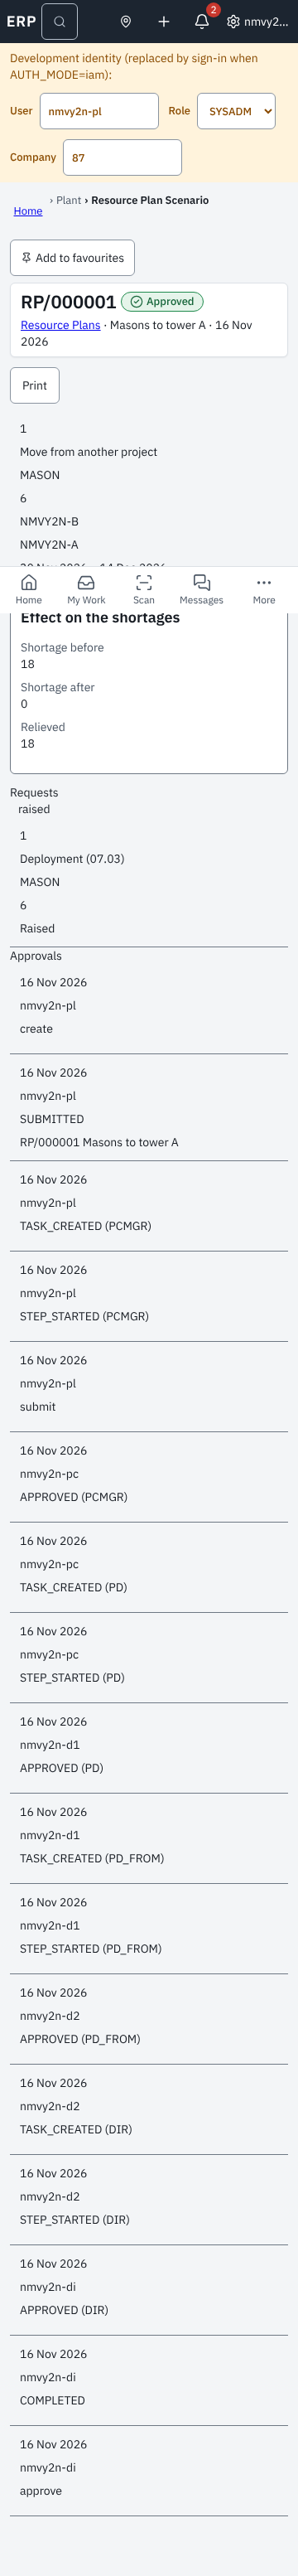 ERP
2
nmvy2...
Development identity (replaced by sign-in when
AUTH_MODE=iam):
User nmvy2n-pl Role SYSADM
Company 87
Home › Plant › Resource Plan Scenario
Add to favourites
RP/000001 Approved
Resource Plans · Masons to tower A · 16 Nov
2026
Print
1
Move from another project
MASON
6
NMVY2N-B
NMVY2N-A
Home My Work Scan Messages More
Effect on the shortages
Shortage before
18
Shortage after
0
Relieved
18
Requests
raised
1
Deployment (07.03)
MASON
6
Raised
Approvals
16 Nov 2026
nmvy2n-pl
create
16 Nov 2026
nmvy2n-pl
SUBMITTED
RP/000001 Masons to tower A
16 Nov 2026
nmvy2n-pl
TASK_CREATED (PCMGR)
16 Nov 2026
nmvy2n-pl
STEP_STARTED (PCMGR)
16 Nov 2026
nmvy2n-pl
submit
16 Nov 2026
nmvy2n-pc
APPROVED (PCMGR)
16 Nov 2026
nmvy2n-pc
TASK_CREATED (PD)
16 Nov 2026
nmvy2n-pc
STEP_STARTED (PD)
16 Nov 2026
nmvy2n-d1
APPROVED (PD)
16 Nov 2026
nmvy2n-d1
TASK_CREATED (PD_FROM)
16 Nov 2026
nmvy2n-d1
STEP_STARTED (PD_FROM)
16 Nov 2026
nmvy2n-d2
APPROVED (PD_FROM)
16 Nov 2026
nmvy2n-d2
TASK_CREATED (DIR)
16 Nov 2026
nmvy2n-d2
STEP_STARTED (DIR)
16 Nov 2026
nmvy2n-di
APPROVED (DIR)
16 Nov 2026
nmvy2n-di
COMPLETED
16 Nov 2026
nmvy2n-di
approve